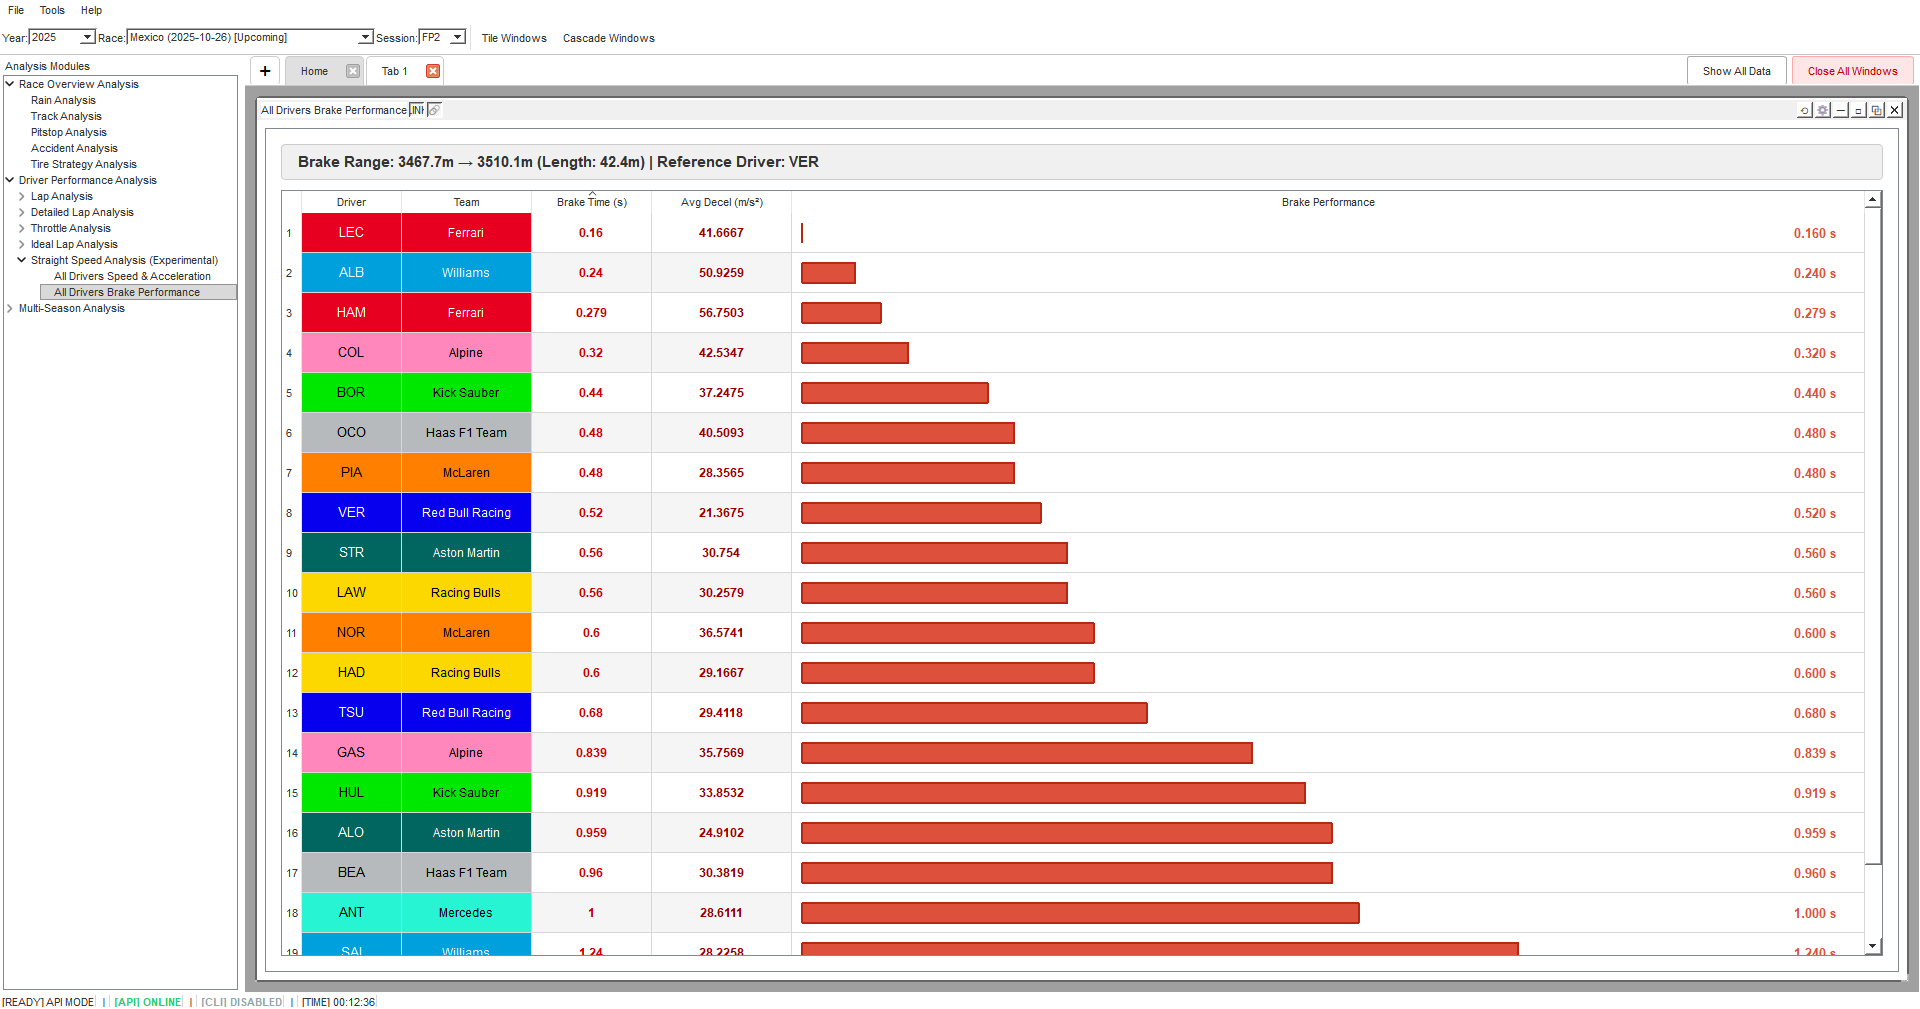 File Tools Help
Year: 2025 Race: Mexico (2025-10-26) [Upcoming] Session: FP2 Tile Windows Cascade Windows
Analysis Modules
Race Overview Analysis
Rain Analysis
Track Analysis
Pitstop Analysis
Accident Analysis
Tire Strategy Analysis
Driver Performance Analysis
Lap Analysis
Detailed Lap Analysis
Throttle Analysis
Ideal Lap Analysis
Straight Speed Analysis (Experimental)
All Drivers Speed & Acceleration
All Drivers Brake Performance
Multi-Season Analysis
+ Home Tab 1 Show All Data Close All Windows
All Drivers Brake Performance
Brake Range: 3467.7m → 3510.1m (Length: 42.4m) | Reference Driver: VER
Driver Team Brake Time (s) Avg Decel (m/s²) Brake Performance
1 LEC Ferrari 0.16 41.6667 0.160 s
2 ALB Williams 0.24 50.9259 0.240 s
3 HAM Ferrari 0.279 56.7503 0.279 s
4 COL Alpine 0.32 42.5347 0.320 s
5 BOR Kick Sauber 0.44 37.2475 0.440 s
6 OCO Haas F1 Team 0.48 40.5093 0.480 s
7 PIA McLaren 0.48 28.3565 0.480 s
8 VER Red Bull Racing 0.52 21.3675 0.520 s
9 STR Aston Martin 0.56 30.754 0.560 s
10 LAW Racing Bulls 0.56 30.2579 0.560 s
11 NOR McLaren 0.6 36.5741 0.600 s
12 HAD Racing Bulls 0.6 29.1667 0.600 s
13 TSU Red Bull Racing 0.68 29.4118 0.680 s
14 GAS Alpine 0.839 35.7569 0.839 s
15 HUL Kick Sauber 0.919 33.8532 0.919 s
16 ALO Aston Martin 0.959 24.9102 0.959 s
17 BEA Haas F1 Team 0.96 30.3819 0.960 s
18 ANT Mercedes 1 28.6111 1.000 s
19 SAI Williams 1.24 28.2258 1.240 s
[READY] API MODE | [API] ONLINE | [CLI] DISABLED | [TIME] 00:12:36